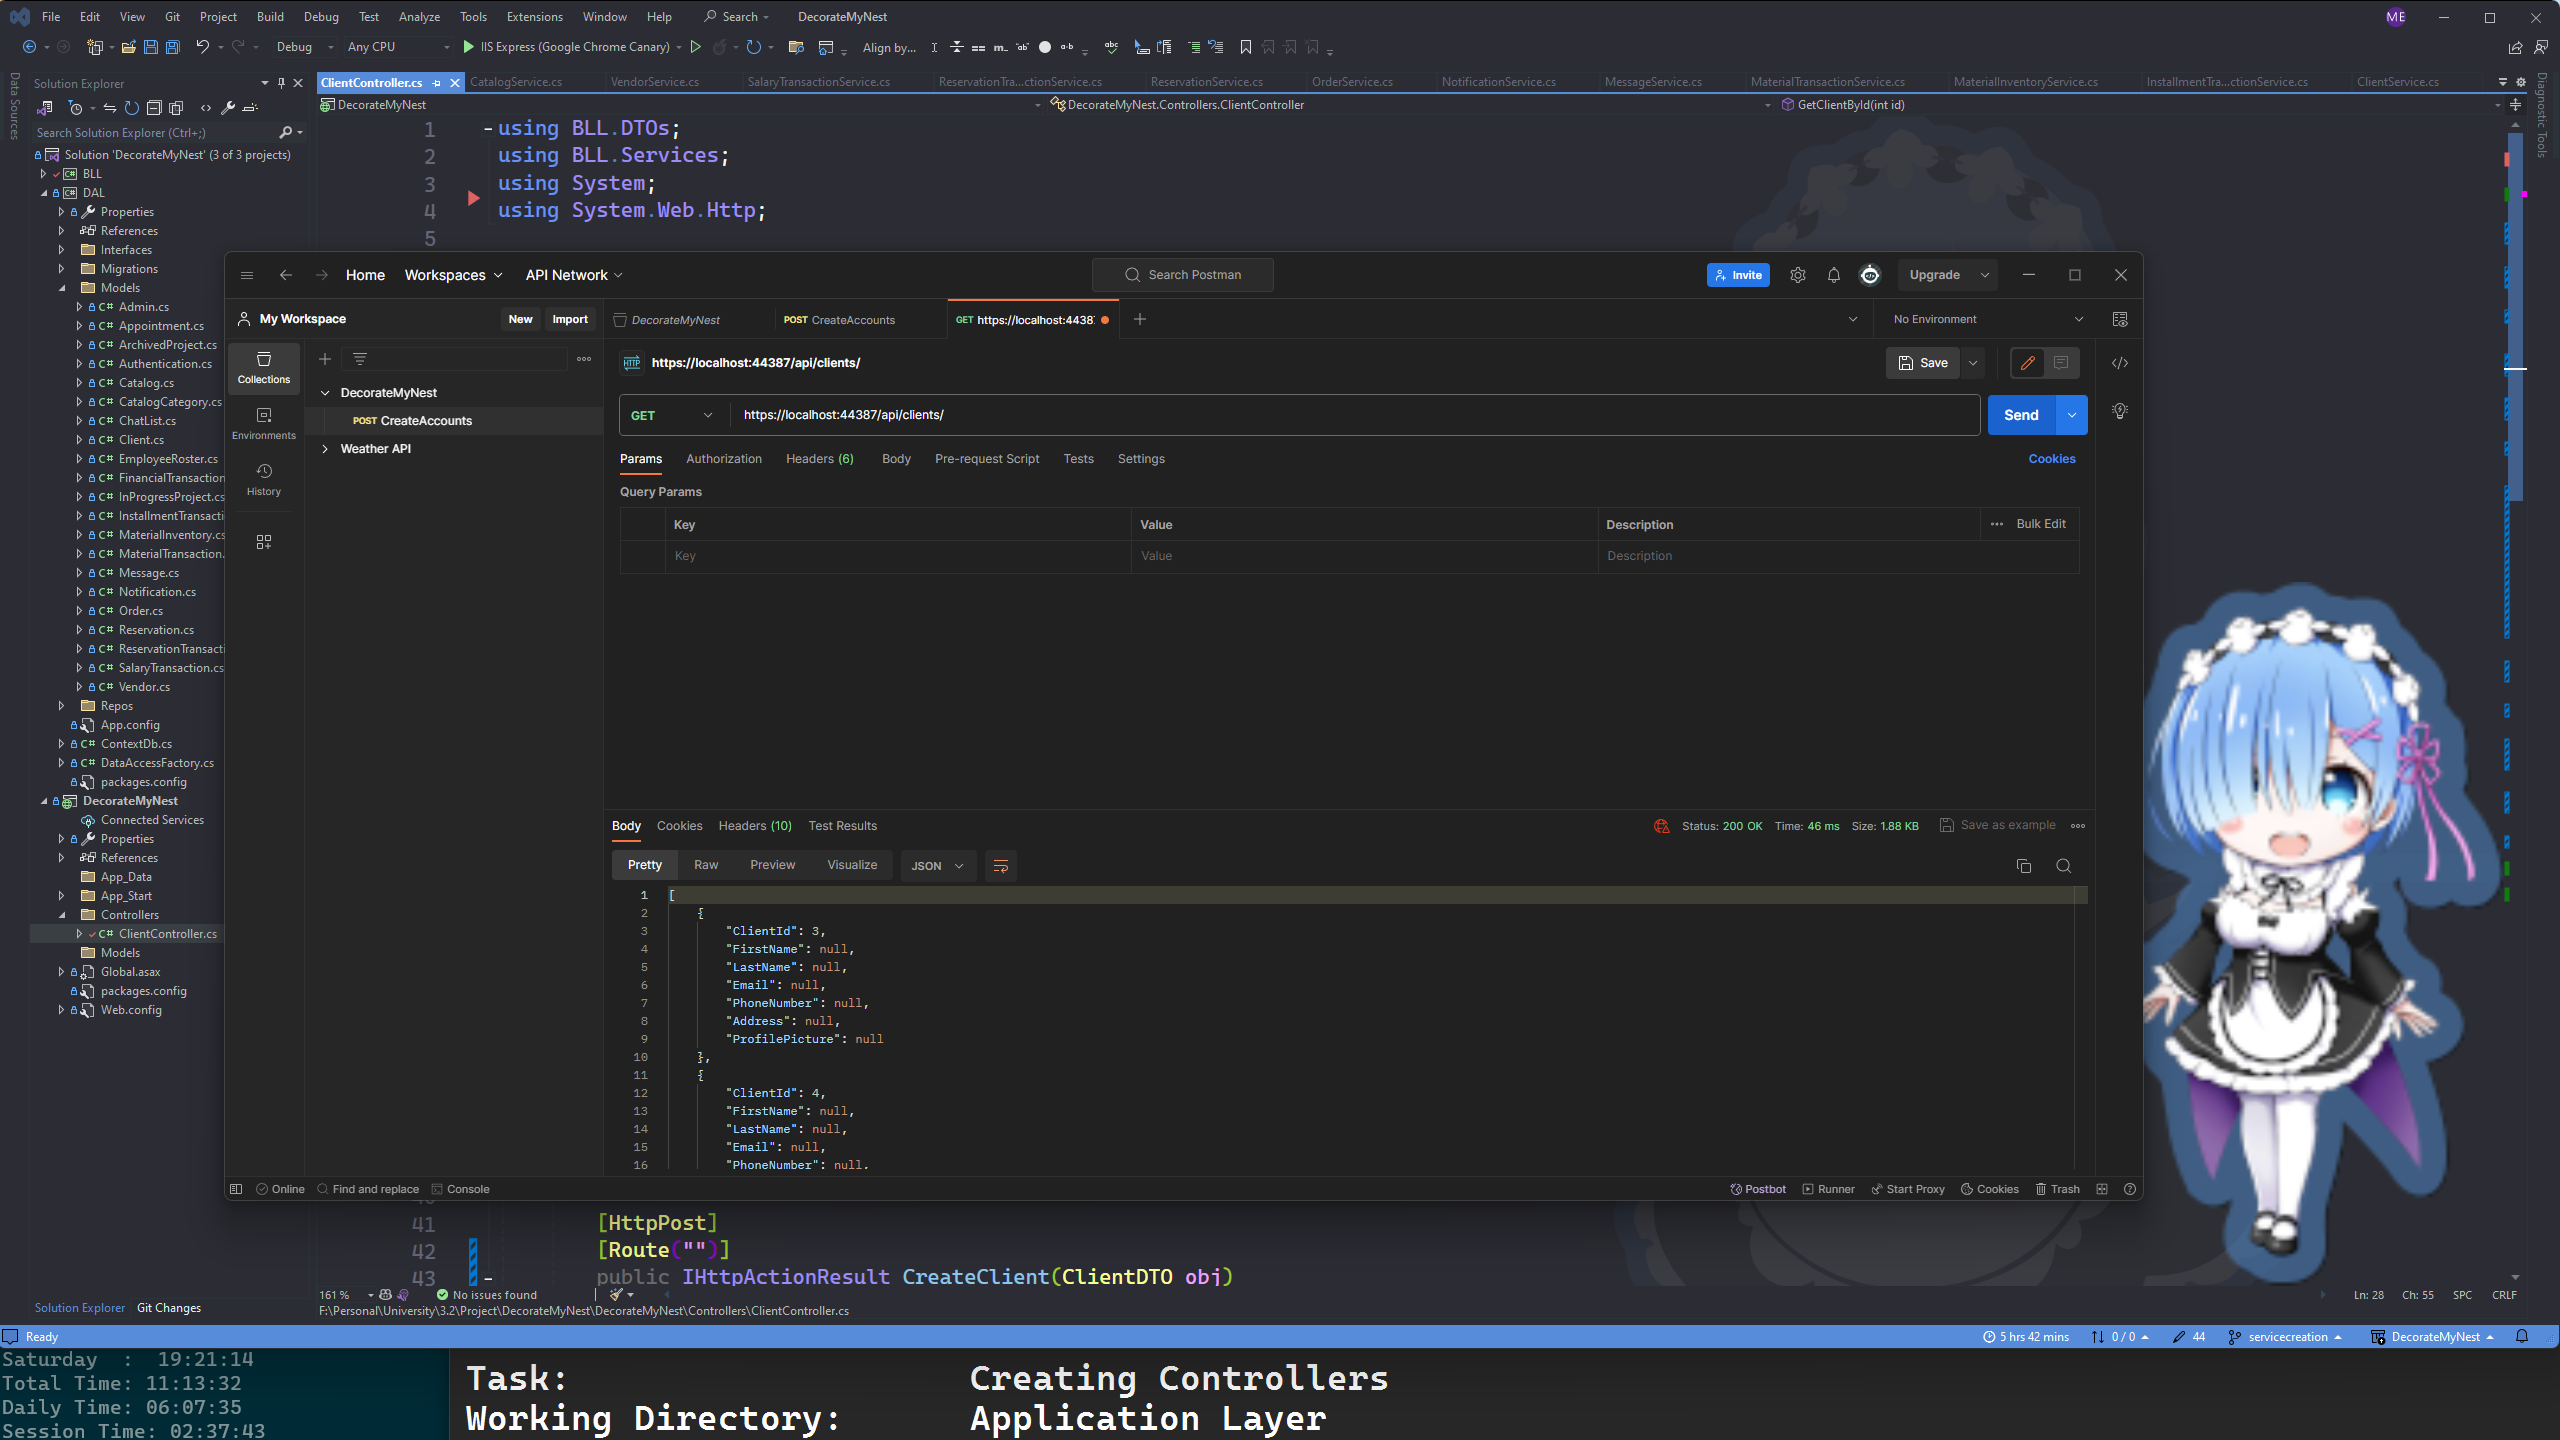 File Edit View Git Project Build Debug Test Analyze Tools Extensions Window Help Search DecorateMyNest ME
Debug Any CPU IIS Express (Google Chrome Canary) Align by...
Data Sources
Solution Explorer
Search Solution Explorer (Ctrl+;)
Solution 'DecorateMyNest' (3 of 3 projects)
BLL
DAL
Properties
References
Interfaces
Migrations
Models
Admin.cs
Appointment.cs
ArchivedProject.cs
Authentication.cs
Catalog.cs
CatalogCategory.cs
ChatList.cs
Client.cs
EmployeeRoster.cs
FinancialTransaction
InProgressProject.cs
InstallmentTransacti
MaterialInventory.cs
MaterialTransaction.
Message.cs
Notification.cs
Order.cs
Reservation.cs
ReservationTransacti
SalaryTransaction.cs
Vendor.cs
Repos
App.config
ContextDb.cs
DataAccessFactory.cs
packages.config
DecorateMyNest
Connected Services
Properties
References
App_Data
App_Start
Controllers
ClientController.cs
Models
Global.asax
packages.config
Web.config
Solution Explorer Git Changes
ClientController.cs CatalogService.cs VendorService.cs SalaryTransactionService.cs ReservationTra...ctionService.cs ReservationService.cs OrderService.cs NotificationService.cs MessageService.cs MaterialTransactionService.cs MaterialInventoryService.cs InstallmentTra...ctionService.cs ClientService.cs
DecorateMyNest DecorateMyNest.Controllers.ClientController GetClientById(int id)
Diagnostic Tools
1 using BLL.DTOs;
2 using BLL.Services;
3 using System;
4 using System.Web.Http;
5
Home Workspaces API Network Search Postman Invite Upgrade
My Workspace New Import
DecorateMyNest POST CreateAccounts GET https://localhost:4438 No Environment
Collections
Environments
History
DecorateMyNest
POST CreateAccounts
Weather API
HTTP https://localhost:44387/api/clients/ Save
GET https://localhost:44387/api/clients/ Send
Params Authorization Headers (6) Body Pre-request Script Tests Settings Cookies
Query Params
Key Value Description Bulk Edit
Key Value Description
Body Cookies Headers (10) Test Results Status: 200 OK Time: 46 ms Size: 1.88 KB Save as example
Pretty Raw Preview Visualize JSON
1 [
2 {
3 "ClientId": 3,
4 "FirstName": null,
5 "LastName": null,
6 "Email": null,
7 "PhoneNumber": null,
8 "Address": null,
9 "ProfilePicture": null
10 },
11 {
12 "ClientId": 4,
13 "FirstName": null,
14 "LastName": null,
15 "Email": null,
16 "PhoneNumber": null,
Online Find and replace Console Postbot Runner Start Proxy Cookies Trash
41 [HttpPost]
42 [Route("")]
43 public IHttpActionResult CreateClient(ClientDTO obj)
161 % No issues found Ln: 28 Ch: 55 SPC CRLF
F:\Personal\University\3.2\Project\DecorateMyNest\DecorateMyNest\Controllers\ClientController.cs
Ready 5 hrs 42 mins 0 / 0 44 servicecreation DecorateMyNest
Saturday : 19:21:14
Total Time: 11:13:32
Daily Time: 06:07:35
Session Time: 02:37:43
Task: Creating Controllers
Working Directory: Application Layer